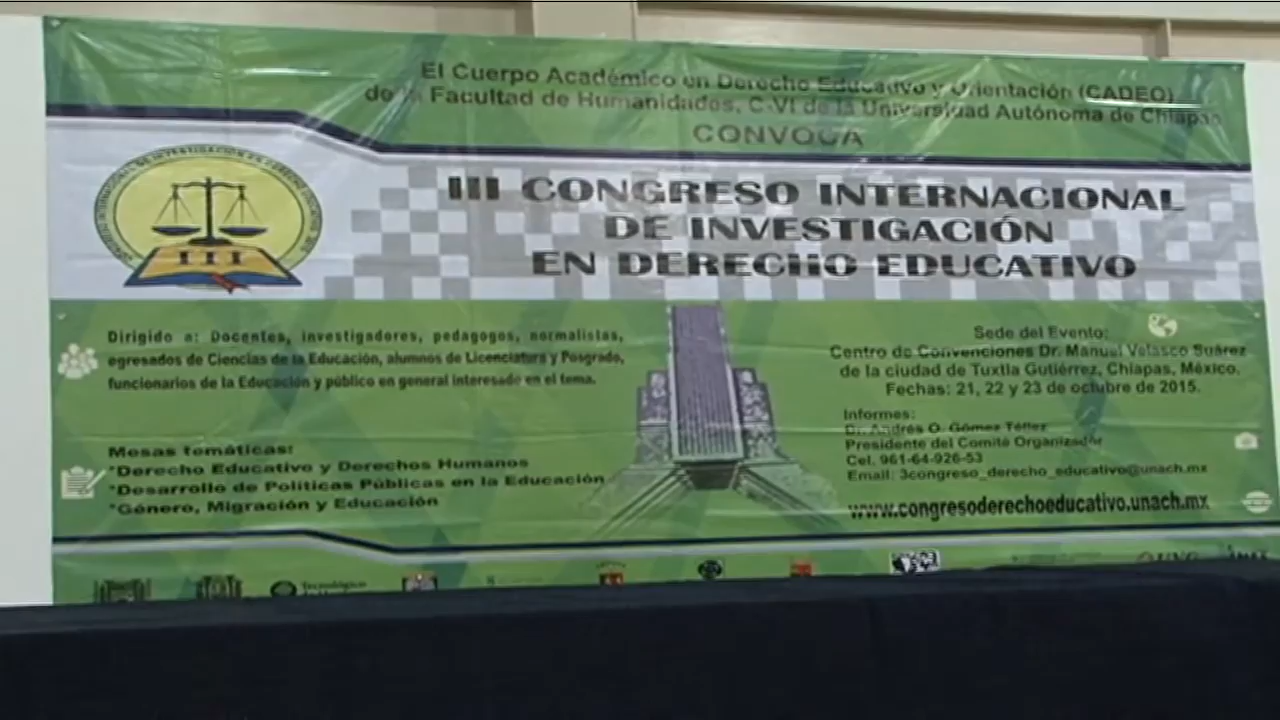 El Cuerpo Académico en Derecho Educativo y Orientación (CADEO)
de la Facultad de Humanidades, C-VI de la Universidad Autónoma de Chiapas
CONVOCA
III CONGRESO INTERNACIONAL
DE INVESTIGACIÓN
EN DERECHO EDUCATIVO
III
Dirigido a: Docentes, investigadores, pedagogos, normalistas,
egresados de Ciencias de la Educación, alumnos de Licenciatura y Posgrado,
funcionarios de la Educación y público en general interesado en el tema.
Mesas temáticas:
*Derecho Educativo y Derechos Humanos
*Desarrollo de Políticas Públicas en la Educación
*Género, Migración y Educación
Sede del Evento:
Centro de Convenciones Dr. Manuel Velasco Suárez
de la ciudad de Tuxtla Gutiérrez, Chiapas, México.
Fechas: 21, 22 y 23 de octubre de 2015.
Informes:
Dr. Andrés O. Gómez Téllez
Presidente del Comité Organizador
Cel. 961-64-926-53
Email: 3congreso_derecho_educativo@unach.mx
www.congresoderechoeducativo.unach.mx
Tecnológico